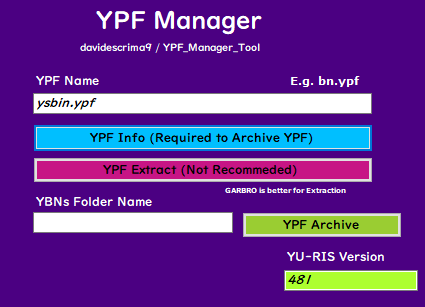 YPF Manager
davidescrima9 / YPF_Manager_Tool
YPF Name E.g. bn.ypf
ysbin.ypf
YPF Info (Required to Archive YPF)
YPF Extract (Not Recommeded)
GARBRO is better for Extraction
YBNs Folder Name
YPF Archive
YU-RIS Version
481